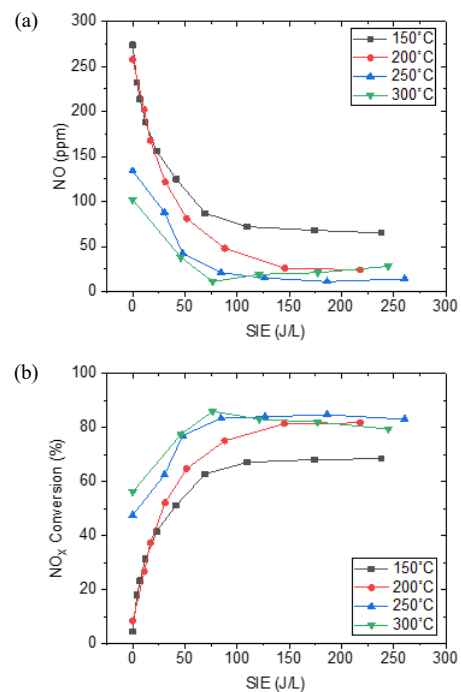 (a)
300
250
200
150
100
50
0
NO (ppm)
150°C
200°C
250°C
300°C
0 50 100 150 200 250 300
SIE (J/L)
(b)
100
80
60
40
20
0
NOX Conversion (%)
150°C
200°C
250°C
300°C
0 50 100 150 200 250 300
SIE (J/L)